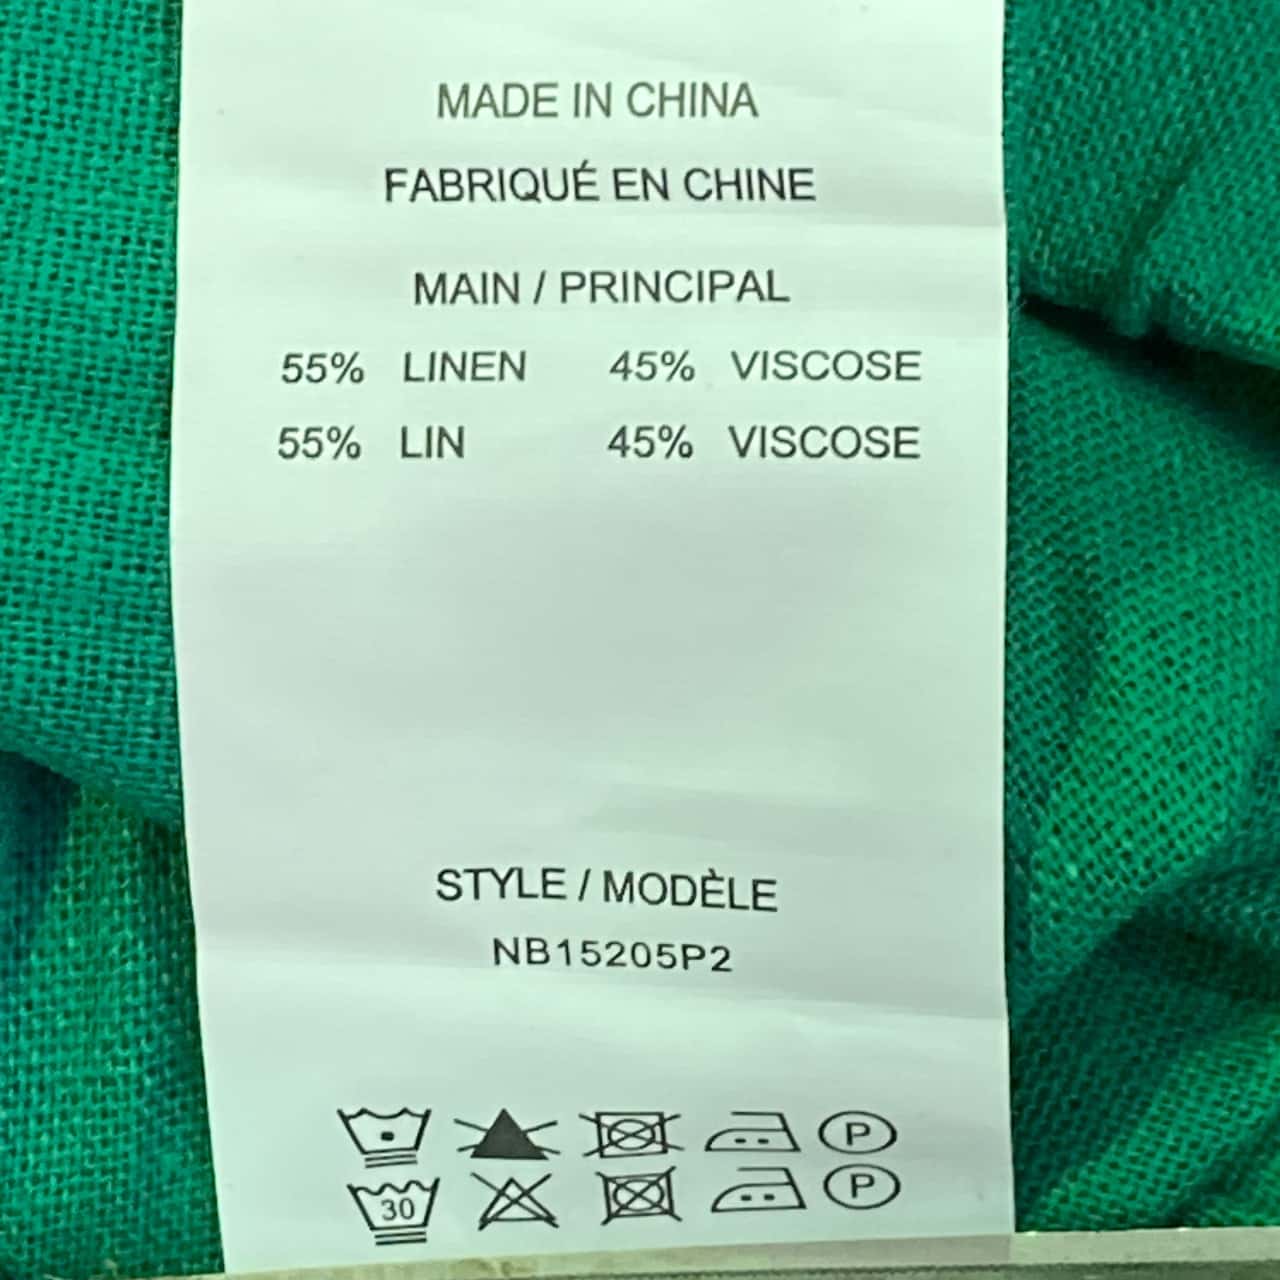 MADE IN CHINA
FABRIQUÉ EN CHINE
MAIN / PRINCIPAL
55% LINEN 45% VISCOSE
55% LIN 45% VISCOSE
STYLE / MODÈLE
NB15205P2
P
30 P